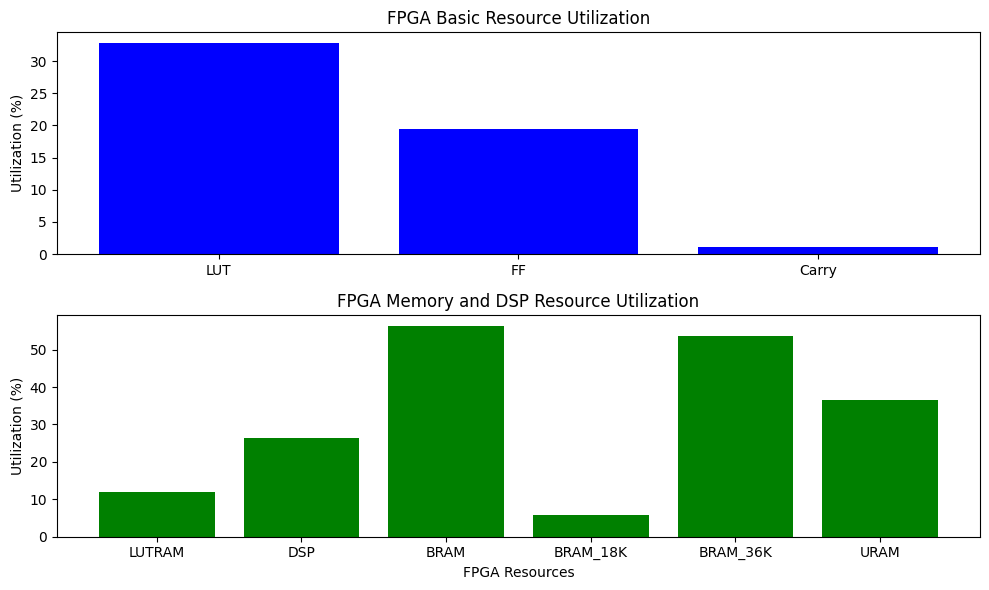 FPGA Basic Resource Utilization
Utilization (%)
30
25
20
15
10
5
0
LUT FF Carry
FPGA Memory and DSP Resource Utilization
Utilization (%)
50
40
30
20
10
0
LUTRAM DSP BRAM BRAM_18K BRAM_36K URAM
FPGA Resources